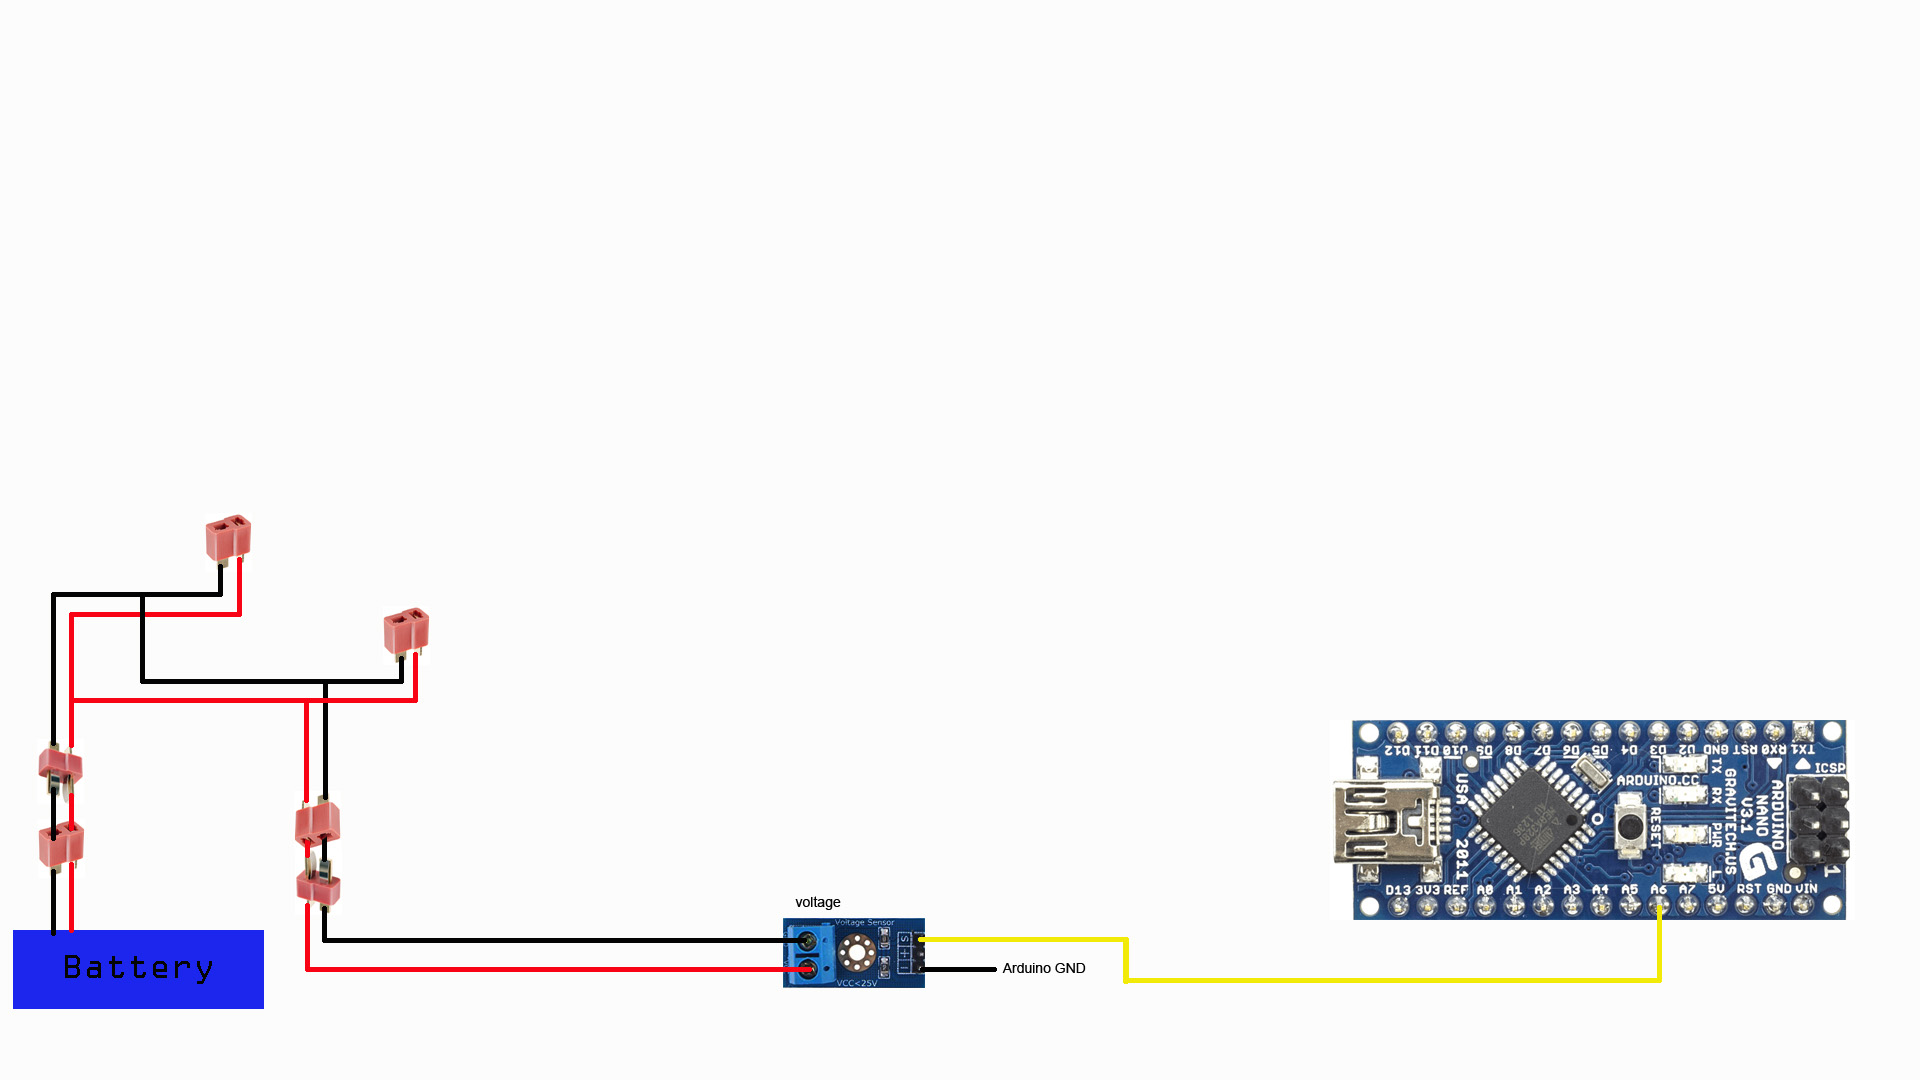 voltage
Voltage Sensor
S
+
-
VCC<25V
Arduino GND
Battery
D12 D11 D10 D9 D8 D7 D6 D5 D4 D3 D2 GND RST RX0 TX1
ICSP
TX
RX
PWR
L
ARDUINO.CC
USA
2011
RESET
GRAVITECH.US
ARDUINO
NANO
V3.1
1
D13 3V3 REF A0 A1 A2 A3 A4 A5 A6 A7 5V RST GND VIN